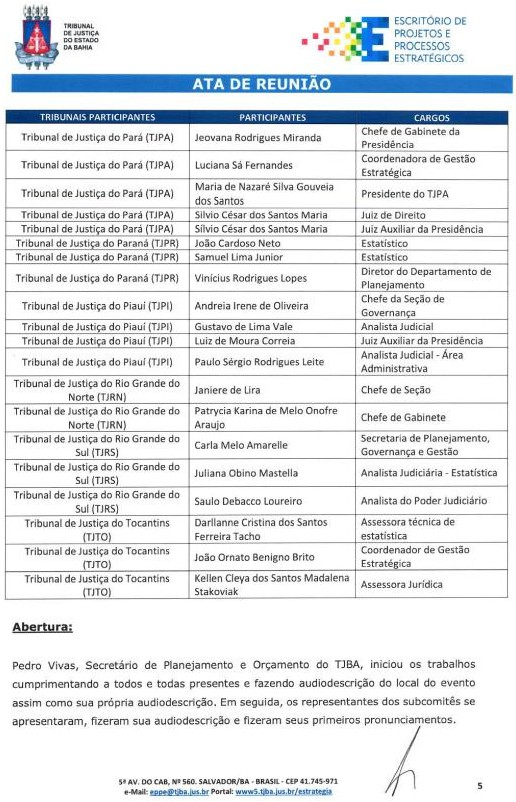 TRIBUNAL
DE JUSTIÇA
DO ESTADO
DA BAHIA
ESCRITÓRIO DE
PROJETOS E
PROCESSOS
ESTRATÉGICOS
ATA DE REUNIÃO
TRIBUNAIS PARTICIPANTES PARTICIPANTES CARGOS
Tribunal de Justiça do Pará (TJPA) Jeovana Rodrigues Miranda Chefe de Gabinete da
Presidência
Tribunal de Justiça do Pará (TJPA) Luciana Sá Fernandes Coordenadora de Gestão
Estratégica
Tribunal de Justiça do Pará (TJPA) Maria de Nazaré Silva Gouveia
dos Santos Presidente do TJPA
Tribunal de Justiça do Pará (TJPA) Silvio César dos Santos Maria Juiz de Direito
Tribunal de Justiça do Pará (TJPA) Sílvio César dos Santos Maria Juiz Auxiliar da Presidência
Tribunal de Justiça do Paraná (TJPR) João Cardoso Neto Estatístico
Tribunal de Justiça do Paraná (TJPR) Samuel Lima Junior Estatístico
Tribunal de Justiça do Paraná (TJPR) Vinícius Rodrigues Lopes Diretor do Departamento de
Planejamento
Tribunal de Justiça do Piauí (TJPI) Andreia Irene de Oliveira Chefe da Seção de
Governança
Tribunal de Justiça do Piauí (TJPI) Gustavo de Lima Vale Analista Judicial
Tribunal de Justiça do Piauí (TJPI) Luiz de Moura Correia Juiz Auxiliar da Presidência
Tribunal de Justiça do Piauí (TJPI) Paulo Sérgio Rodrigues Leite Analista Judicial - Área
Administrativa
Tribunal de Justiça do Rio Grande do
Norte (TJRN) Janiere de Lira Chefe de Seção
Tribunal de Justiça do Rio Grande do
Norte (TJRN) Patrycia Karina de Melo Onofre
Araujo Chefe de Gabinete
Tribunal de Justiça do Rio Grande do
Sul (TJRS) Carla Melo Amarelle Secretaria de Planejamento,
Governança e Gestão
Tribunal de Justiça do Rio Grande do
Sul (TJRS) Juliana Obino Mastella Analista Judiciária - Estatística
Tribunal de Justiça do Rio Grande do
Sul (TJRS) Saulo Debacco Loureiro Analista do Poder Judiciário
Tribunal de Justiça do Tocantins
(TJTO) Darllanne Cristina dos Santos
Ferreira Tacho Assessora técnica de
estatística
Tribunal de Justiça do Tocantins
(TJTO) João Ornato Benigno Brito Coordenador de Gestão
Estratégica
Tribunal de Justiça do Tocantins
(TJTO) Kellen Cleya dos Santos Madalena
Stakoviak Assessora Jurídica
Abertura:
Pedro Vivas, Secretário de Planejamento e Orçamento do TJBA, iniciou os trabalhos
cumprimentando a todos e todas presentes e fazendo audiodescrição do local do evento
assim como sua própria audiodescrição. Em seguida, os representantes dos subcomitês se
apresentaram, fizeram sua audiodescrição e fizeram seus primeiros pronunciamentos.
5ª AV. DO CAB, Nº 560. SALVADOR/BA - BRASIL - CEP 41.745-971
e-Mail: eppe@tjba.jus.br Portal: www5.tjba.jus.br/estrategia
5